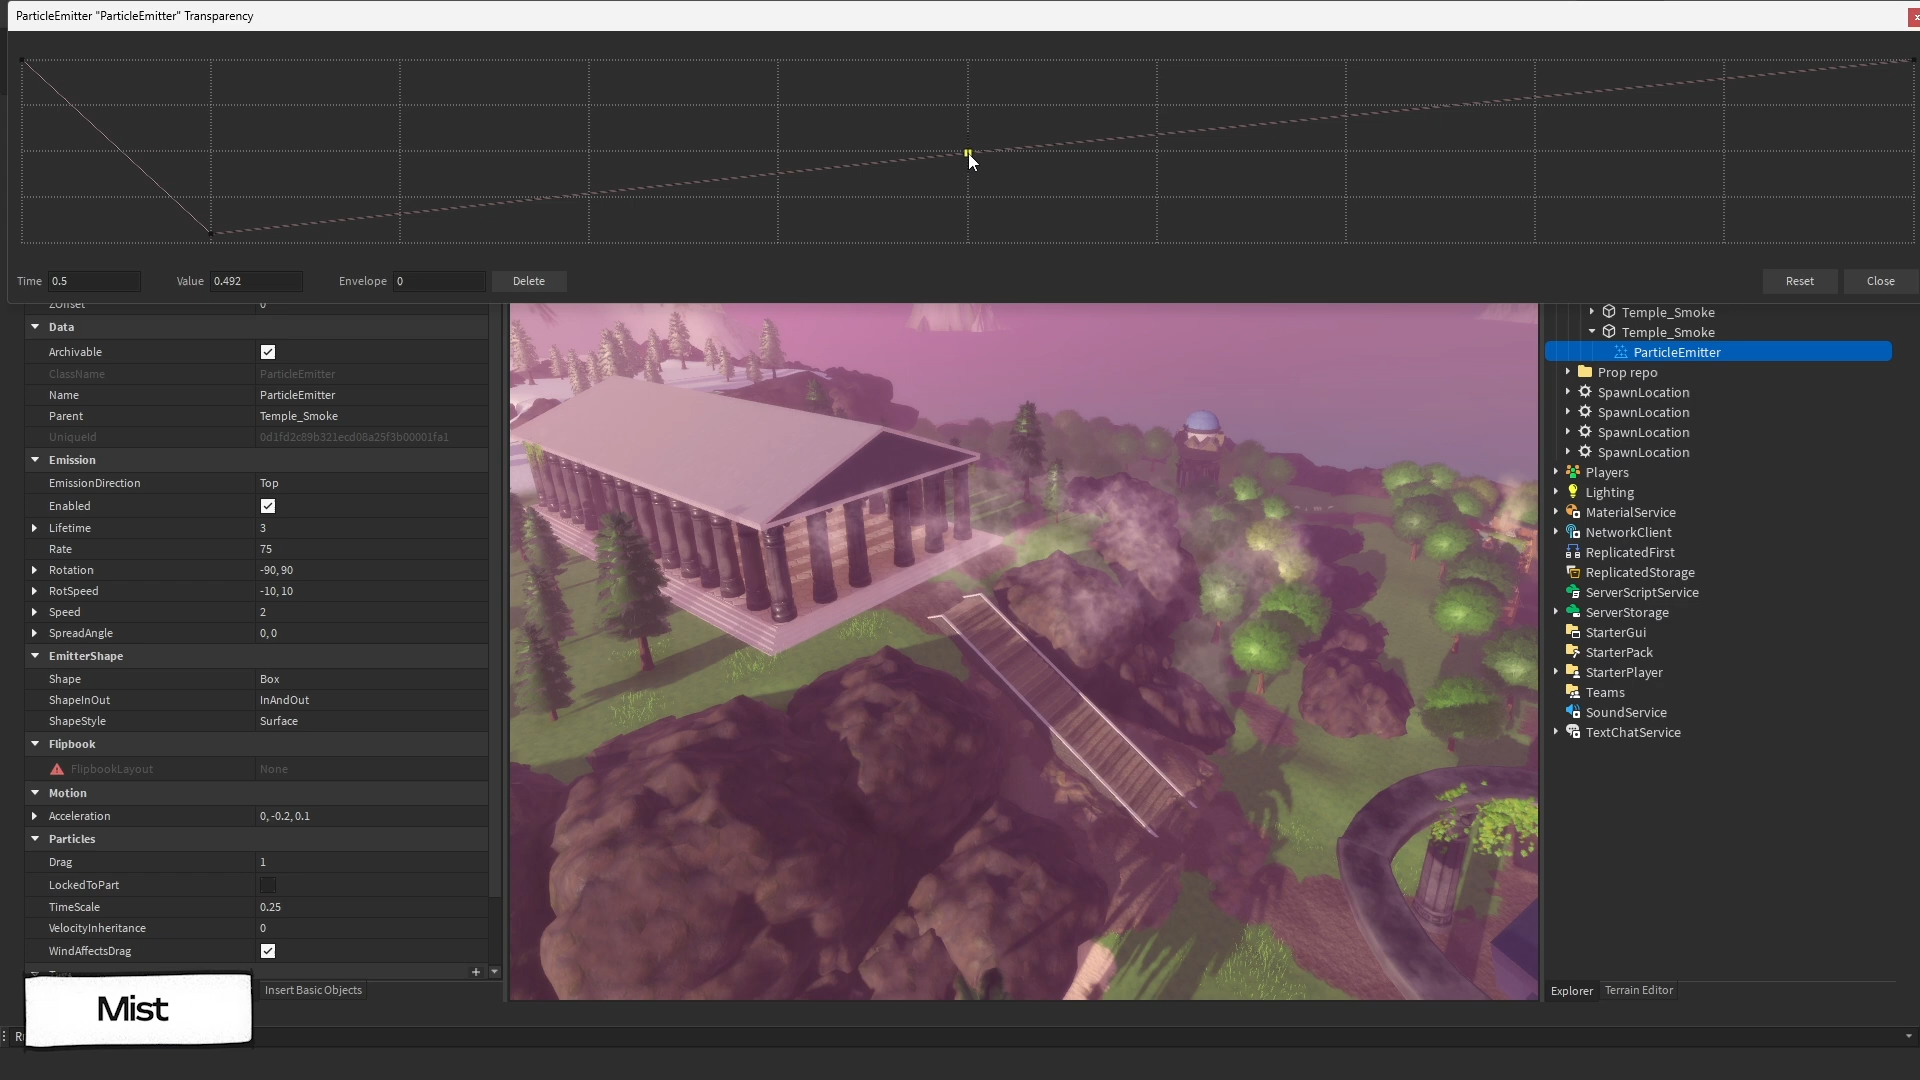 ParticleEmitter "ParticleEmitter" Transparency
x
Time 0.5 Value 0.492 Envelope 0 Delete Reset Close
ZOffset 0
Data
Archivable
ClassName ParticleEmitter
Name ParticleEmitter
Parent Temple_Smoke
UniqueId 0d1fd2c89b321ecd08a25f3b00001fa1
Emission
EmissionDirection Top
Enabled
Lifetime 3
Rate 75
Rotation -90, 90
RotSpeed -10, 10
Speed 2
SpreadAngle 0, 0
EmitterShape
Shape Box
ShapeInOut InAndOut
ShapeStyle Surface
Flipbook
FlipbookLayout None
Motion
Acceleration 0, -0.2, 0.1
Particles
Drag 1
LockedToPart
TimeScale 0.25
VelocityInheritance 0
WindAffectsDrag
Mist
Insert Basic Objects
Temple_Smoke
Temple_Smoke
ParticleEmitter
Prop repo
SpawnLocation
SpawnLocation
SpawnLocation
SpawnLocation
Players
Lighting
MaterialService
NetworkClient
ReplicatedFirst
ReplicatedStorage
ServerScriptService
ServerStorage
StarterGui
StarterPack
StarterPlayer
Teams
SoundService
TextChatService
Explorer Terrain Editor